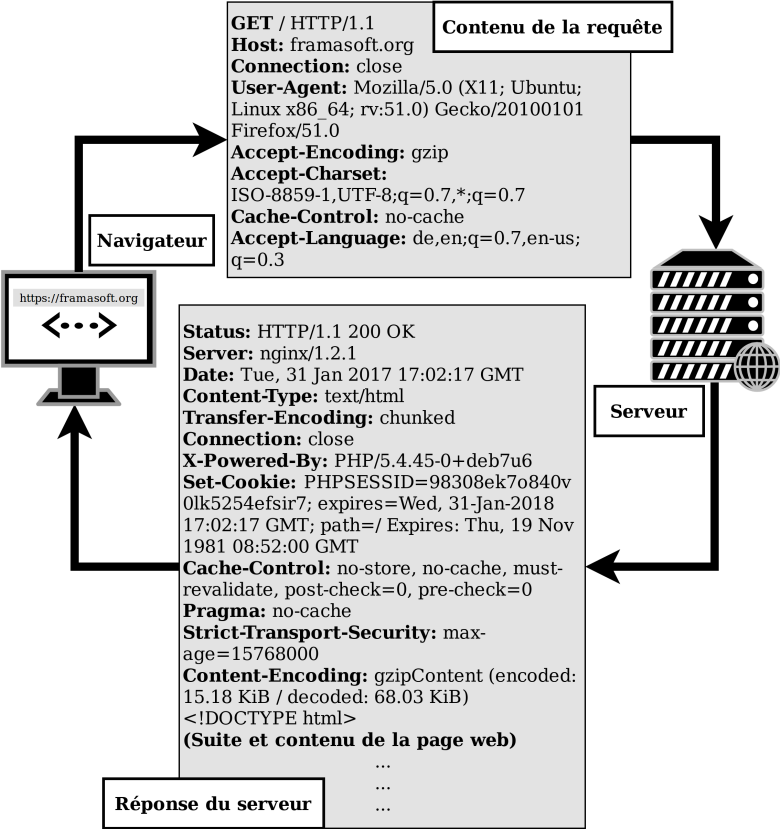 GET / HTTP/1.1
Contenu de la requête
Host: framasoft.org
Connection: close
User-Agent: Mozilla/5.0 (X11; Ubuntu;
Linux x86_64; rv:51.0) Gecko/20100101
Firefox/51.0
Accept-Encoding: gzip
Accept-Charset:
ISO-8859-1,UTF-8;q=0.7,*;q=0.7
Cache-Control: no-cache
Accept-Language: de,en;q=0.7,en-us;
q=0.3
Navigateur
https://framasoft.org
Serveur
Status: HTTP/1.1 200 OK
Server: nginx/1.2.1
Date: Tue, 31 Jan 2017 17:02:17 GMT
Content-Type: text/html
Transfer-Encoding: chunked
Connection: close
X-Powered-By: PHP/5.4.45-0+deb7u6
Set-Cookie: PHPSESSID=98308ek7o840v
0lk5254efsir7; expires=Wed, 31-Jan-2018
17:02:17 GMT; path=/ Expires: Thu, 19 Nov
1981 08:52:00 GMT
Cache-Control: no-store, no-cache, must-
revalidate, post-check=0, pre-check=0
Pragma: no-cache
Strict-Transport-Security: max-
age=15768000
Content-Encoding: gzipContent (encoded:
15.18 KiB / decoded: 68.03 KiB)
<!DOCTYPE html>
(Suite et contenu de la page web)
...
...
...
Réponse du serveur